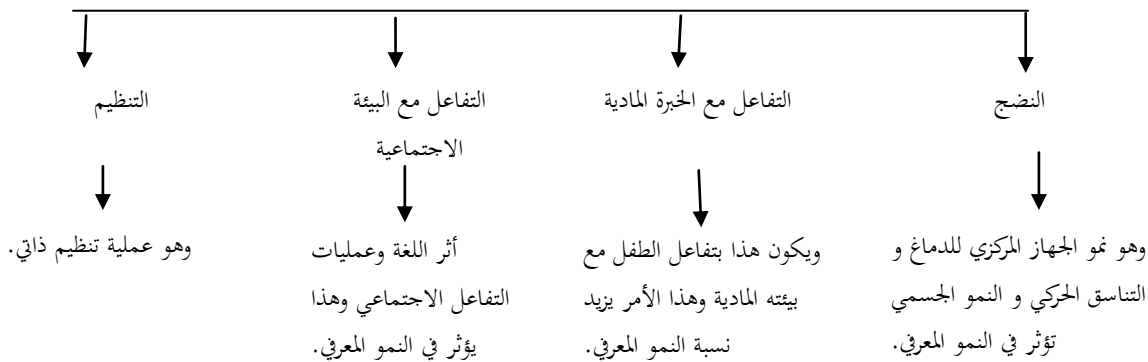 النضج
التفاعل مع الخبرة المادية
التفاعل مع البيئة
الاجتماعية
التنظيم
وهو نمو الجهاز المركزي للدماغ و
التناسق الحركي و النمو الجسمي
تؤثر في النمو المعرفي.
ويكون هذا بتفاعل الطفل مع
بيئته المادية وهذا الأمر يزيد
نسبة النمو المعرفي.
أثر اللغة وعمليات
التفاعل الاجتماعي وهذا
يؤثر في النمو المعرفي.
وهو عملية تنظيم ذاتي.